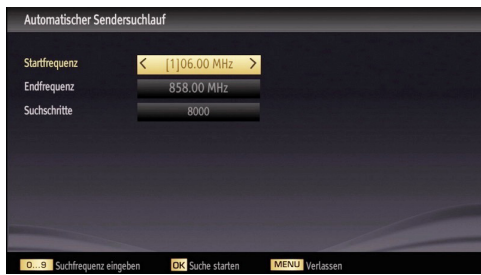 Automatischer Sendersuchlauf
Startfrequenz < [1]06.00 MHz >
Endfrequenz 858.00 MHz
Suchschritte 8000
0...9 Suchfrequenz eingeben OK Suche starten MENU Verlassen